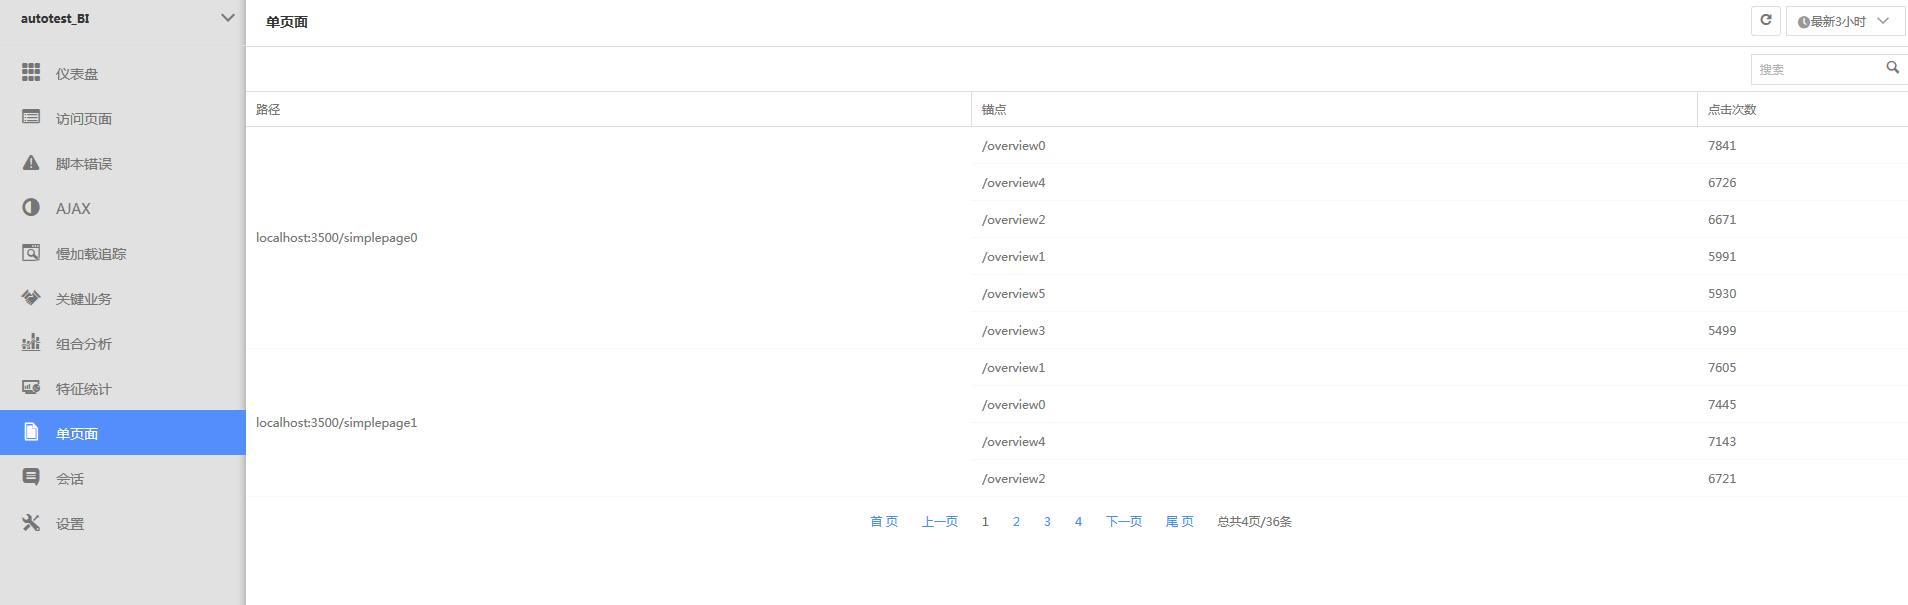 autotest_BI
仪表盘
访问页面
脚本错误
AJAX
慢加载追踪
关键业务
组合分析
特征统计
单页面
会话
设置
单页面
最新3小时
搜索
路径 锚点 点击次数
localhost:3500/simplepage0
/overview0 7841
/overview4 6726
/overview2 6671
/overview1 5991
/overview5 5930
/overview3 5499
localhost:3500/simplepage1
/overview1 7605
/overview0 7445
/overview4 7143
/overview2 6721
首 页 上一页 1 2 3 4 下一页 尾 页 总共4页/36条